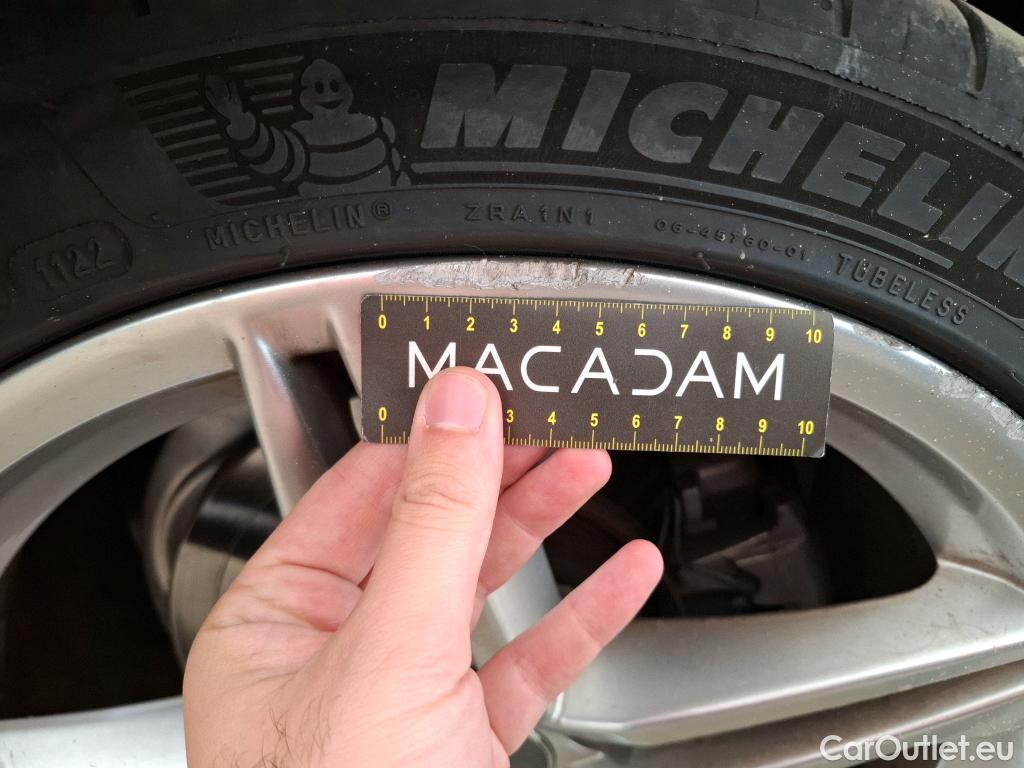 MICHELIN
MICHELIN®
ZRA1N1
06-45760-01
TUBELESS
1122
0 1 2 3 4 5 6 7 8 9 10
MACADAM
0 3 4 5 6 7 8 9 10
CarOutlet.eu